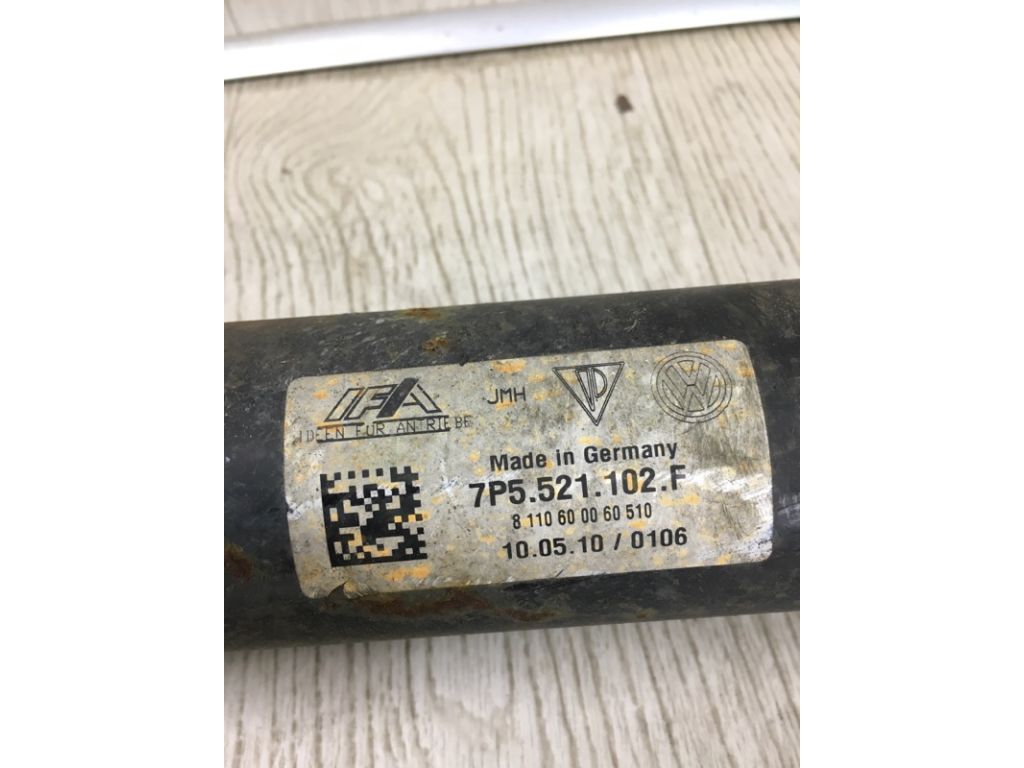 IFA
IDEEN FÜR ANTRIEBE
JMH
VW
Made in Germany
7P5.521.102.F
8 110 60 00 60 510
10.05.10 / 0106